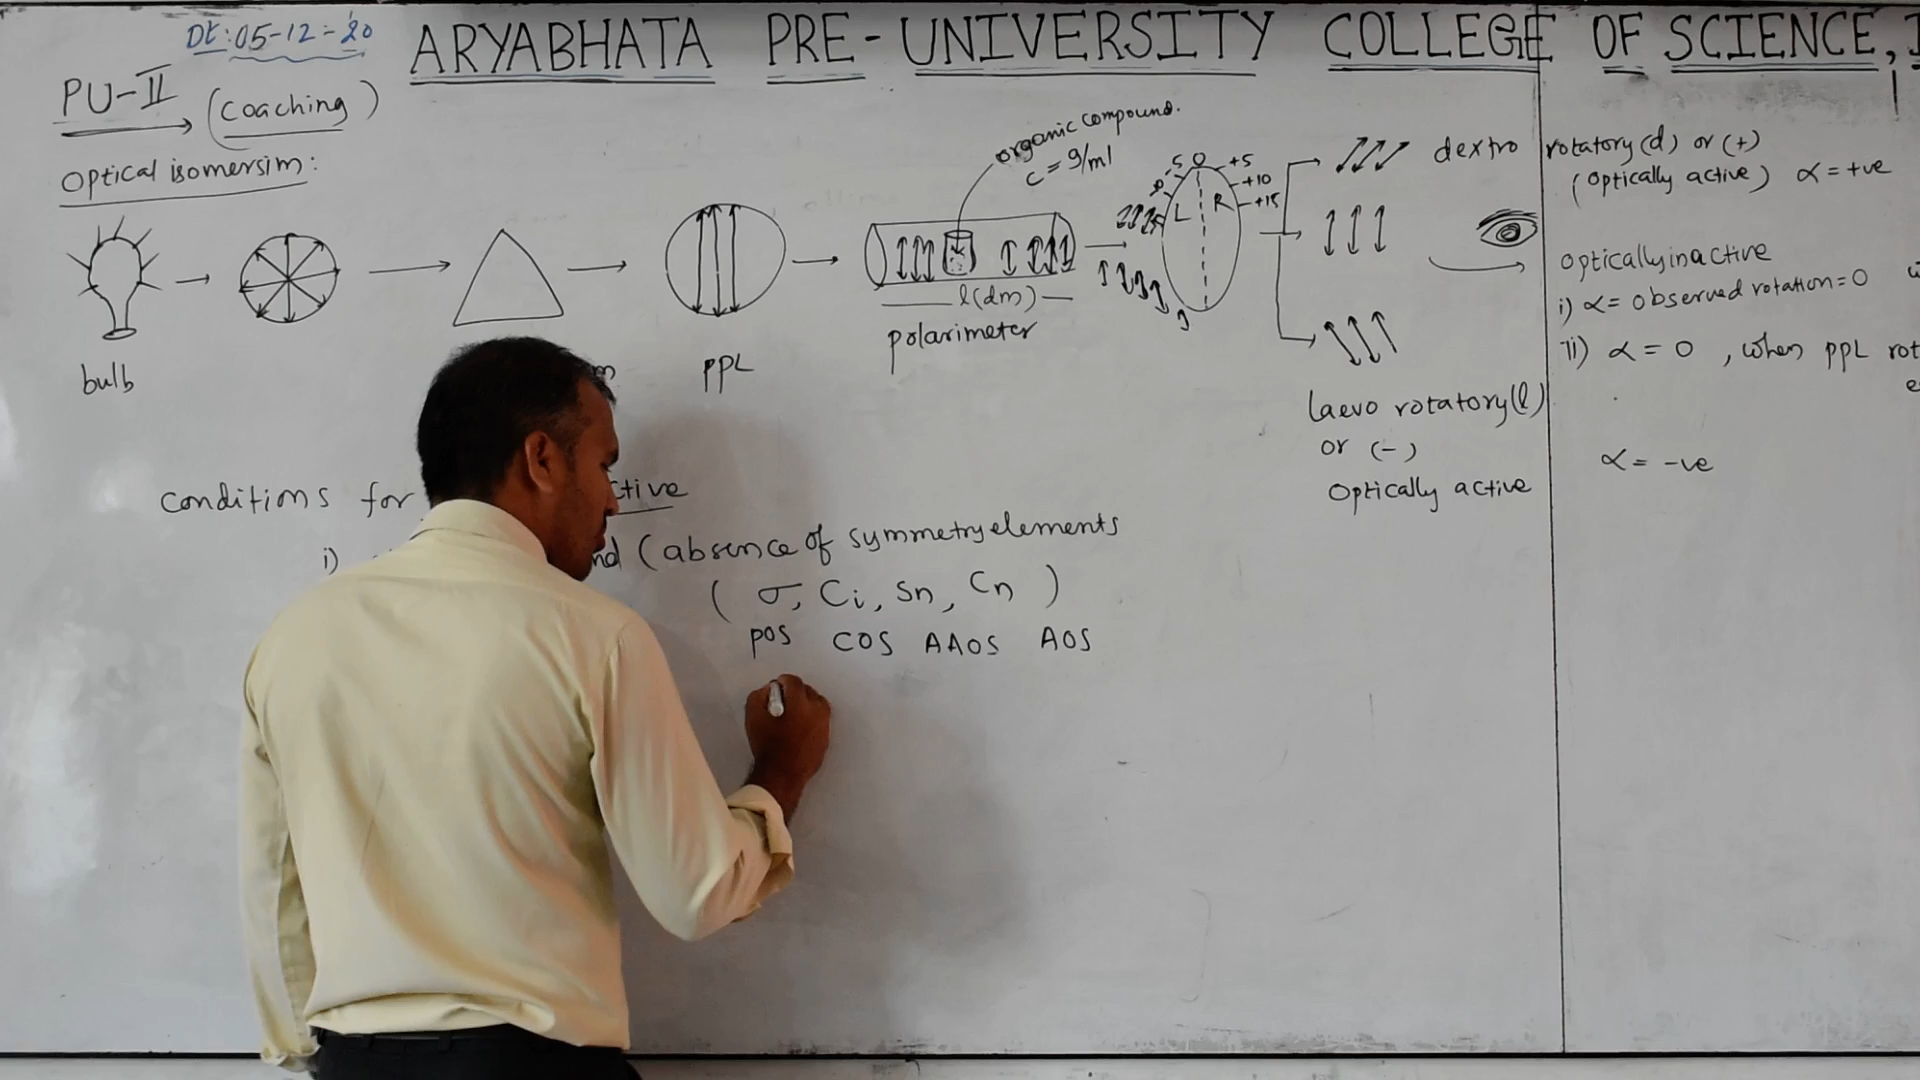 Dt: 05-12-'20
ARYABHATA PRE-UNIVERSITY COLLEGE OF SCIENCE,
PU-II (coaching)
Optical isomersim:
organic compound.
c = g/ml
-5 0 +5
+10
+15
L R
l(dm)
bulb
PPL
polarimeter
dextro rotatory (d) or (+)
(optically active) α = +ve
optically inactive
i) α = observed rotation = 0
ii) α = 0 , when PPL rot
Laevo rotatory (l)
or (-)
Optically active
α = -ve
conditions for ctive
i) nd (absence of symmetry elements
( σ, Ci, Sn, Cn )
POS COS AAOS AOS